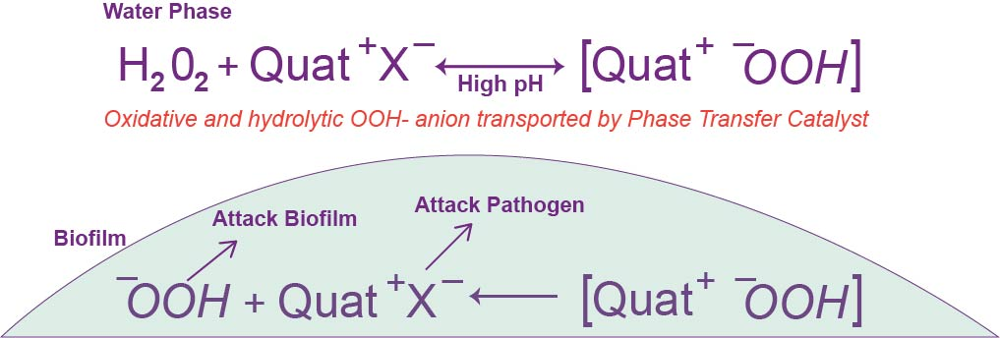 Water Phase
H₂0₂ + Quat⁺X⁻ ⟷ [Quat⁺ ⁻OOH]
High pH
Oxidative and hydrolytic OOH- anion transported by Phase Transfer Catalyst
Attack Pathogen
Attack Biofilm
Biofilm
⁻OOH + Quat⁺X⁻ ⟵ [Quat⁺ ⁻OOH]